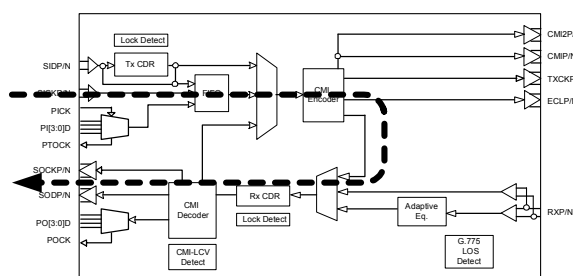 CMI2P/
Lock Detect
CMIP/N
SIDP/N
Tx CDR
TXCKP
CMI
Encoder
FIFO
ECLP/
PICK
PI[3:0]D
PTOCK
SOCKP/N
SODP/N
CMI
Decoder
Rx CDR
Adaptive
Eq.
RXP/N
Lock Detect
PO[3:0]D
POCK
CMI-LCV
Detect
G.775
LOS
Detect